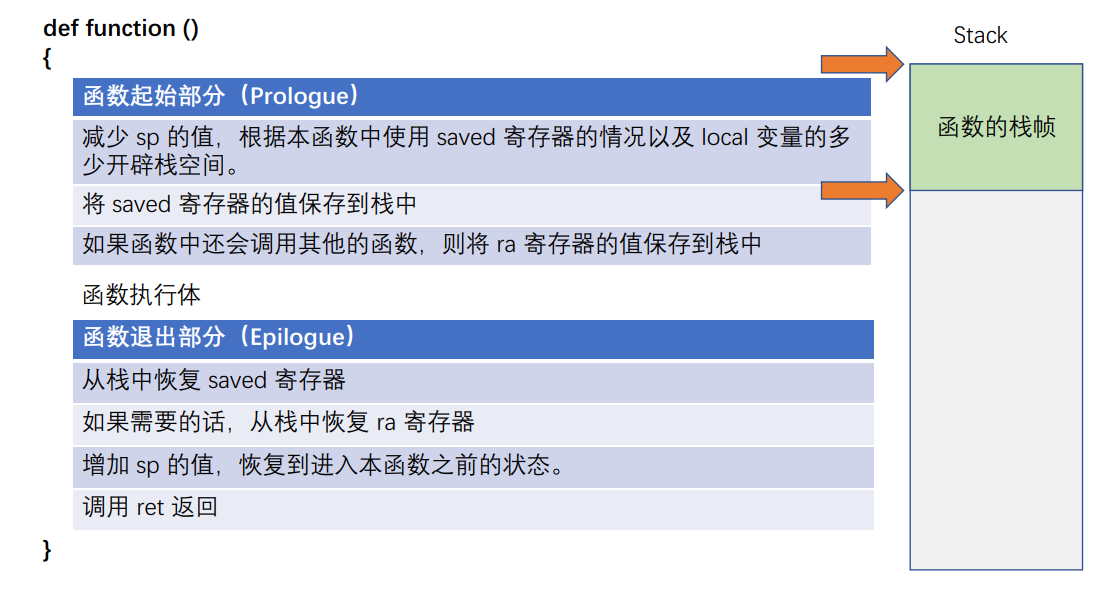 def function ()
{
函数起始部分（Prologue）
减少 sp 的值，根据本函数中使用 saved 寄存器的情况以及 local 变量的多
少开辟栈空间。
将 saved 寄存器的值保存到栈中
如果函数中还会调用其他的函数，则将 ra 寄存器的值保存到栈中
函数执行体
函数退出部分（Epilogue）
从栈中恢复 saved 寄存器
如果需要的话，从栈中恢复 ra 寄存器
增加 sp 的值，恢复到进入本函数之前的状态。
调用 ret 返回
}
Stack
函数的栈帧